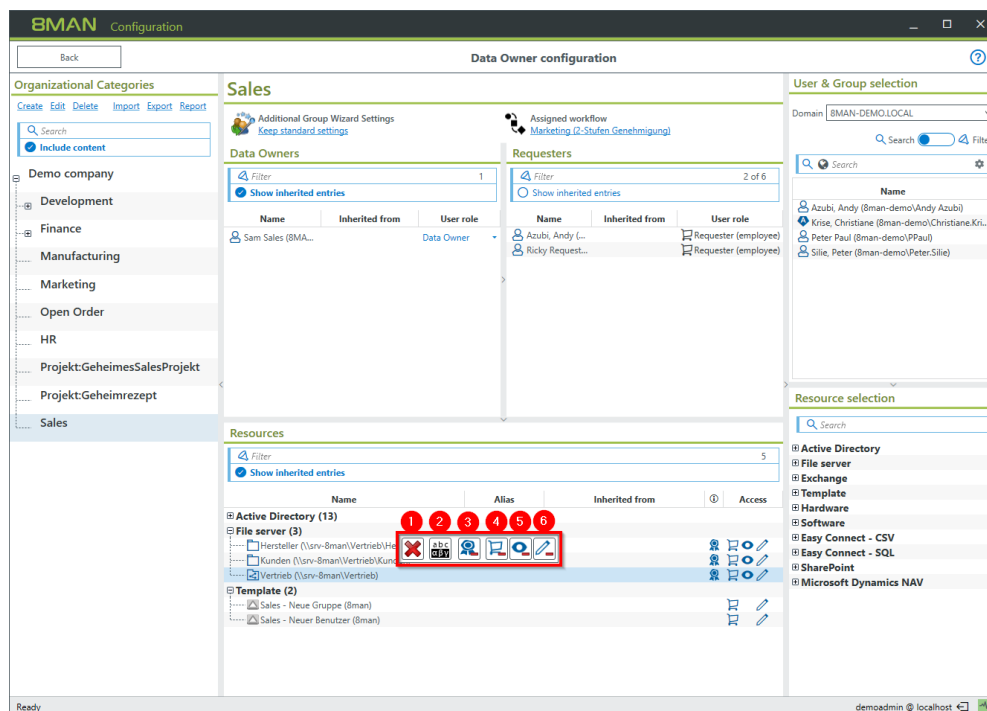 8MAN Configuration
Back
Data Owner configuration
Organizational Categories
Create Edit Delete Import Export Report
Search
Include content
Demo company
Development
Finance
Manufacturing
Marketing
Open Order
HR
Projekt:GeheimesSalesProjekt
Projekt:Geheimrezept
Sales
Sales
Additional Group Wizard Settings
Keep standard settings
Assigned workflow
Marketing (2-Stufen Genehmigung)
Data Owners
Filter 1
Show inherited entries
Name Inherited from User role
Sam Sales (8MA... Data Owner
Requesters
Filter 2 of 6
Show inherited entries
Name Inherited from User role
Azubi, Andy (... Requester (employee)
Ricky Request... Requester (employee)
Resources
Filter 5
Show inherited entries
Name Alias Inherited from Access
Active Directory (13)
1 2 3 4 5 6
File server (3)
abc
αβγ
Hersteller (\\srv-8man\Vertrieb\He
Kunden (\\srv-8man\Vertrieb\Kund
Vertrieb (\\srv-8man\Vertrieb)
Template (2)
Sales - Neue Gruppe (8man)
Sales - Neuer Benutzer (8man)
User & Group selection
Domain 8MAN-DEMO.LOCAL
Search Filte
Search
Name
Azubi, Andy (8man-demo\Andy Azubi)
Krise, Christiane (8man-demo\Christiane.Kri...
Peter Paul (8man-demo\PPaul)
Silie, Peter (8man-demo\Peter.Silie)
Resource selection
Search
Active Directory
File server
Exchange
Template
Hardware
Software
Easy Connect - CSV
Easy Connect - SQL
SharePoint
Microsoft Dynamics NAV
Ready
demoadmin @ localhost